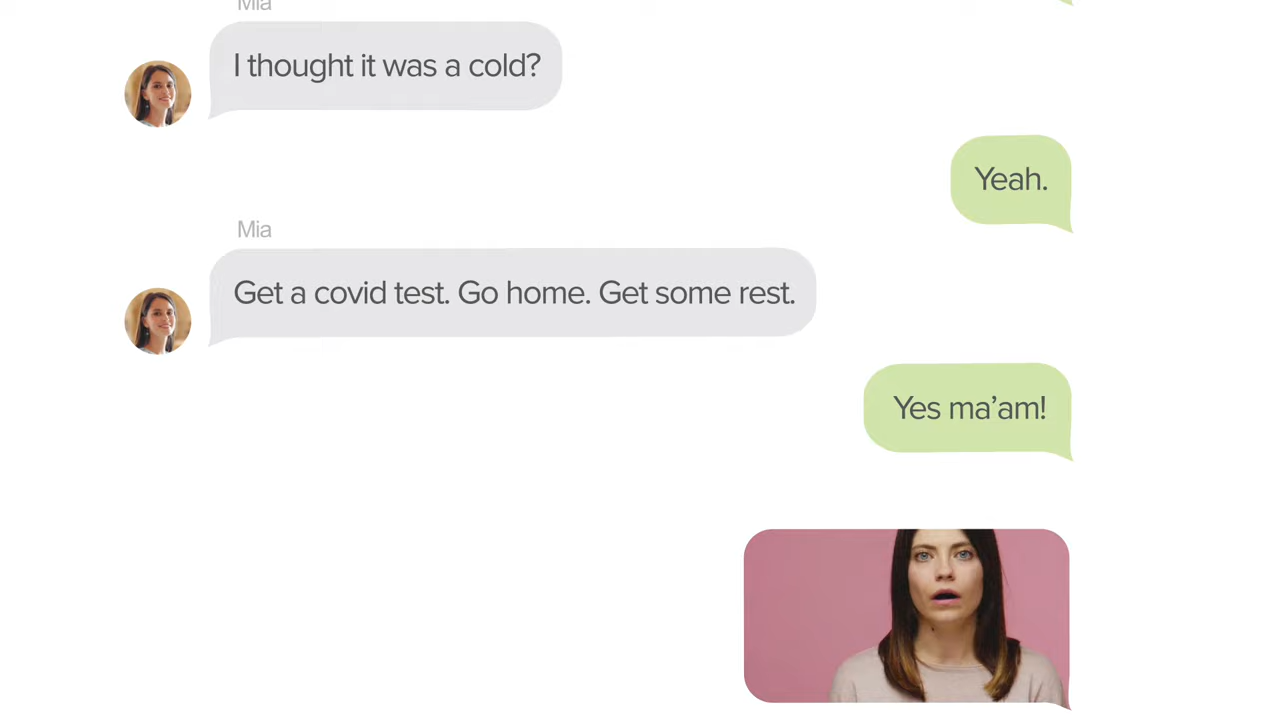 Mia
I thought it was a cold?
Yeah.
Mia
Get a covid test. Go home. Get some rest.
Yes ma’am!